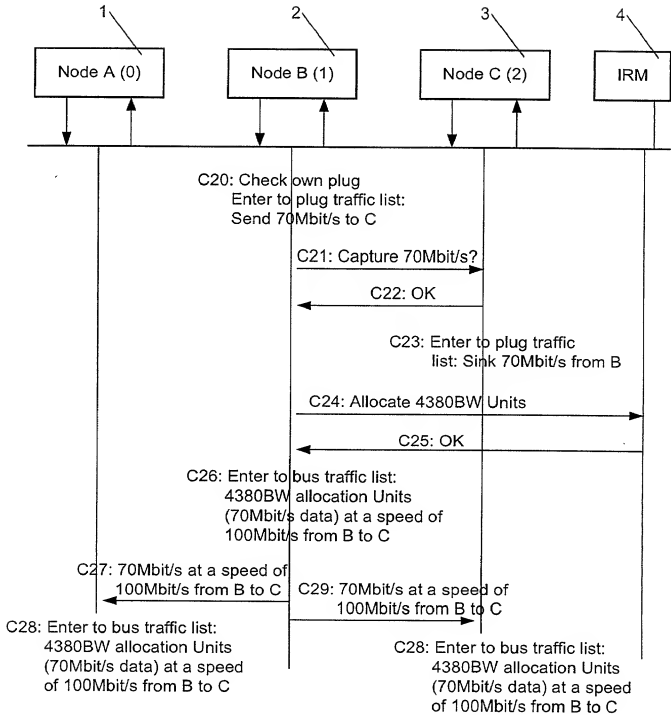 1
2
3
4
Node A (0)
Node B (1)
Node C (2)
IRM
C20: Check own plug
Enter to plug traffic list:
Send 70Mbit/s to C
C21: Capture 70Mbit/s?
C22: OK
C23: Enter to plug traffic
list: Sink 70Mbit/s from B
C24: Allocate 4380BW Units
C25: OK
C26: Enter to bus traffic list:
4380BW allocation Units
(70Mbit/s data) at a speed of
100Mbit/s from B to C
C27: 70Mbit/s at a speed of
100Mbit/s from B to C
C29: 70Mbit/s at a speed of
100Mbit/s from B to C
C28: Enter to bus traffic list:
4380BW allocation Units
(70Mbit/s data) at a speed
of 100Mbit/s from B to C
C28: Enter to bus traffic list:
4380BW allocation Units
(70Mbit/s data) at a speed
of 100Mbit/s from B to C